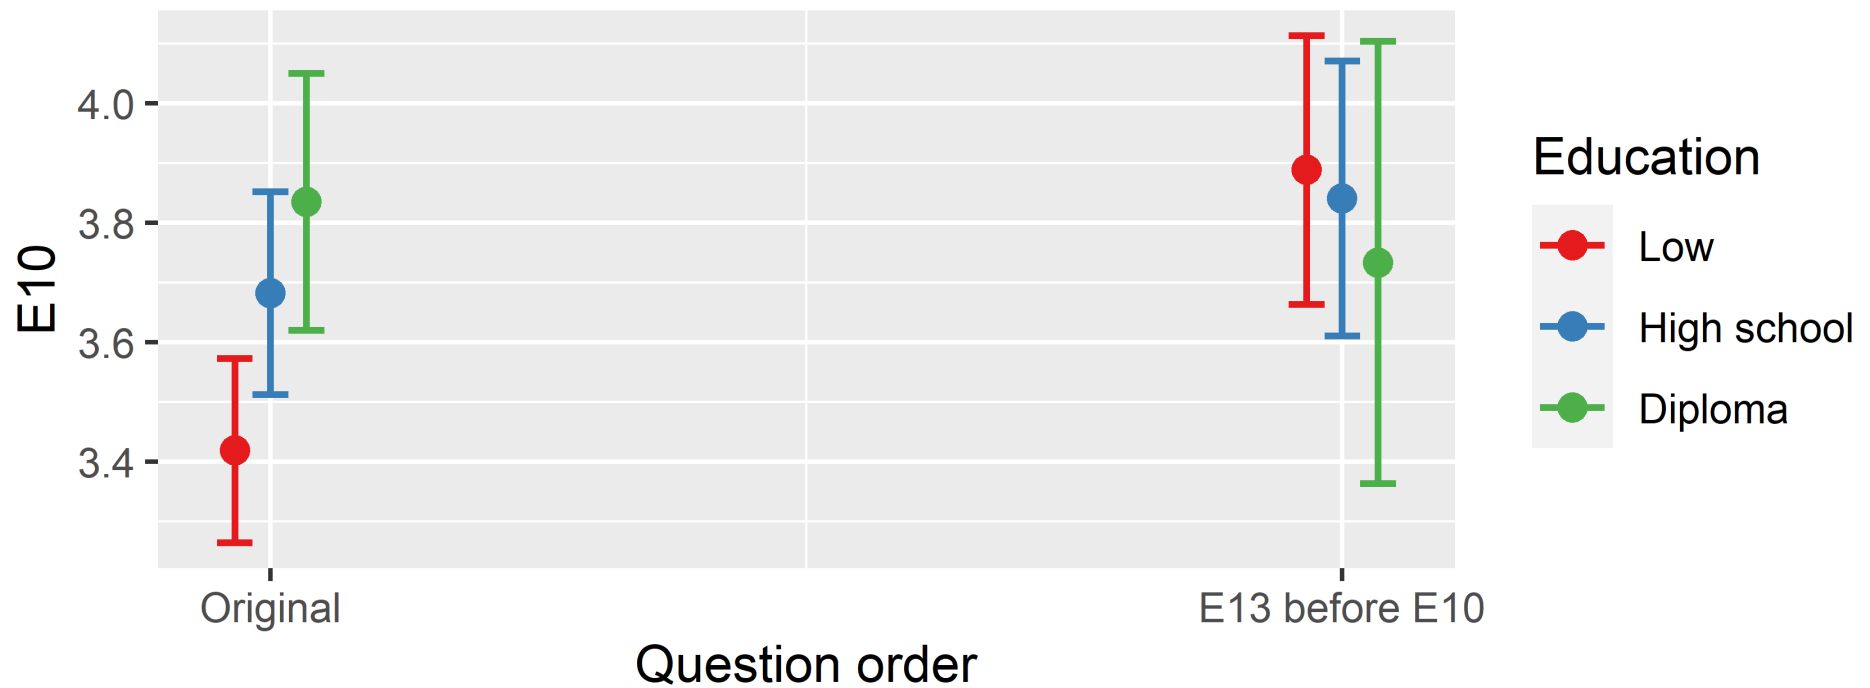 E10
4.0
3.8
3.6
3.4
Original
E13 before E10
Question order
Education
Low
High school
Diploma